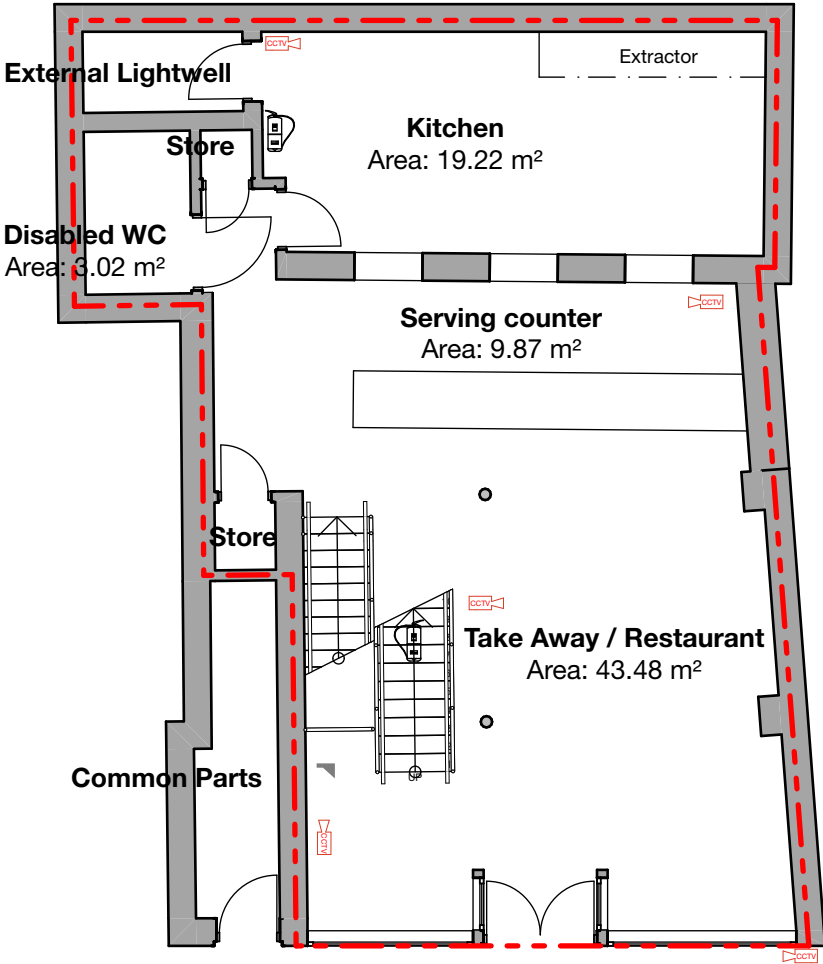 CCTV
Extractor
External Lightwell
Kitchen
Area: 19.22 m²
Store
Disabled WC
Area: 3.02 m²
CCTV
Serving counter
Area: 9.87 m²
Store
CCTV
Take Away / Restaurant
Area: 43.48 m²
Common Parts
UP
CCTV
CCTV